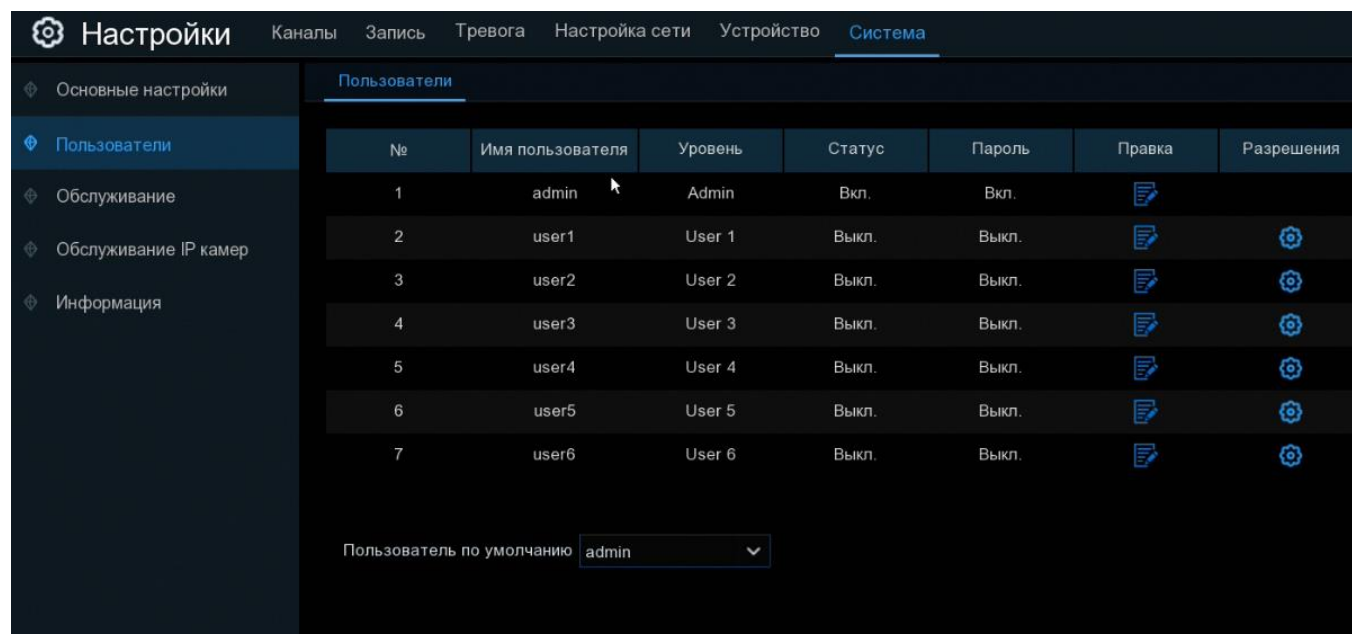 Настройки Каналы Запись Тревога Настройка сети Устройство Система
Основные настройки
Пользователи
Обслуживание
Обслуживание IP камер
Информация
Пользователи
№ Имя пользователя Уровень Статус Пароль Правка Разрешения
1 admin Admin Вкл. Вкл.
2 user1 User 1 Выкл. Выкл.
3 user2 User 2 Выкл. Выкл.
4 user3 User 3 Выкл. Выкл.
5 user4 User 4 Выкл. Выкл.
6 user5 User 5 Выкл. Выкл.
7 user6 User 6 Выкл. Выкл.
Пользователь по умолчанию admin